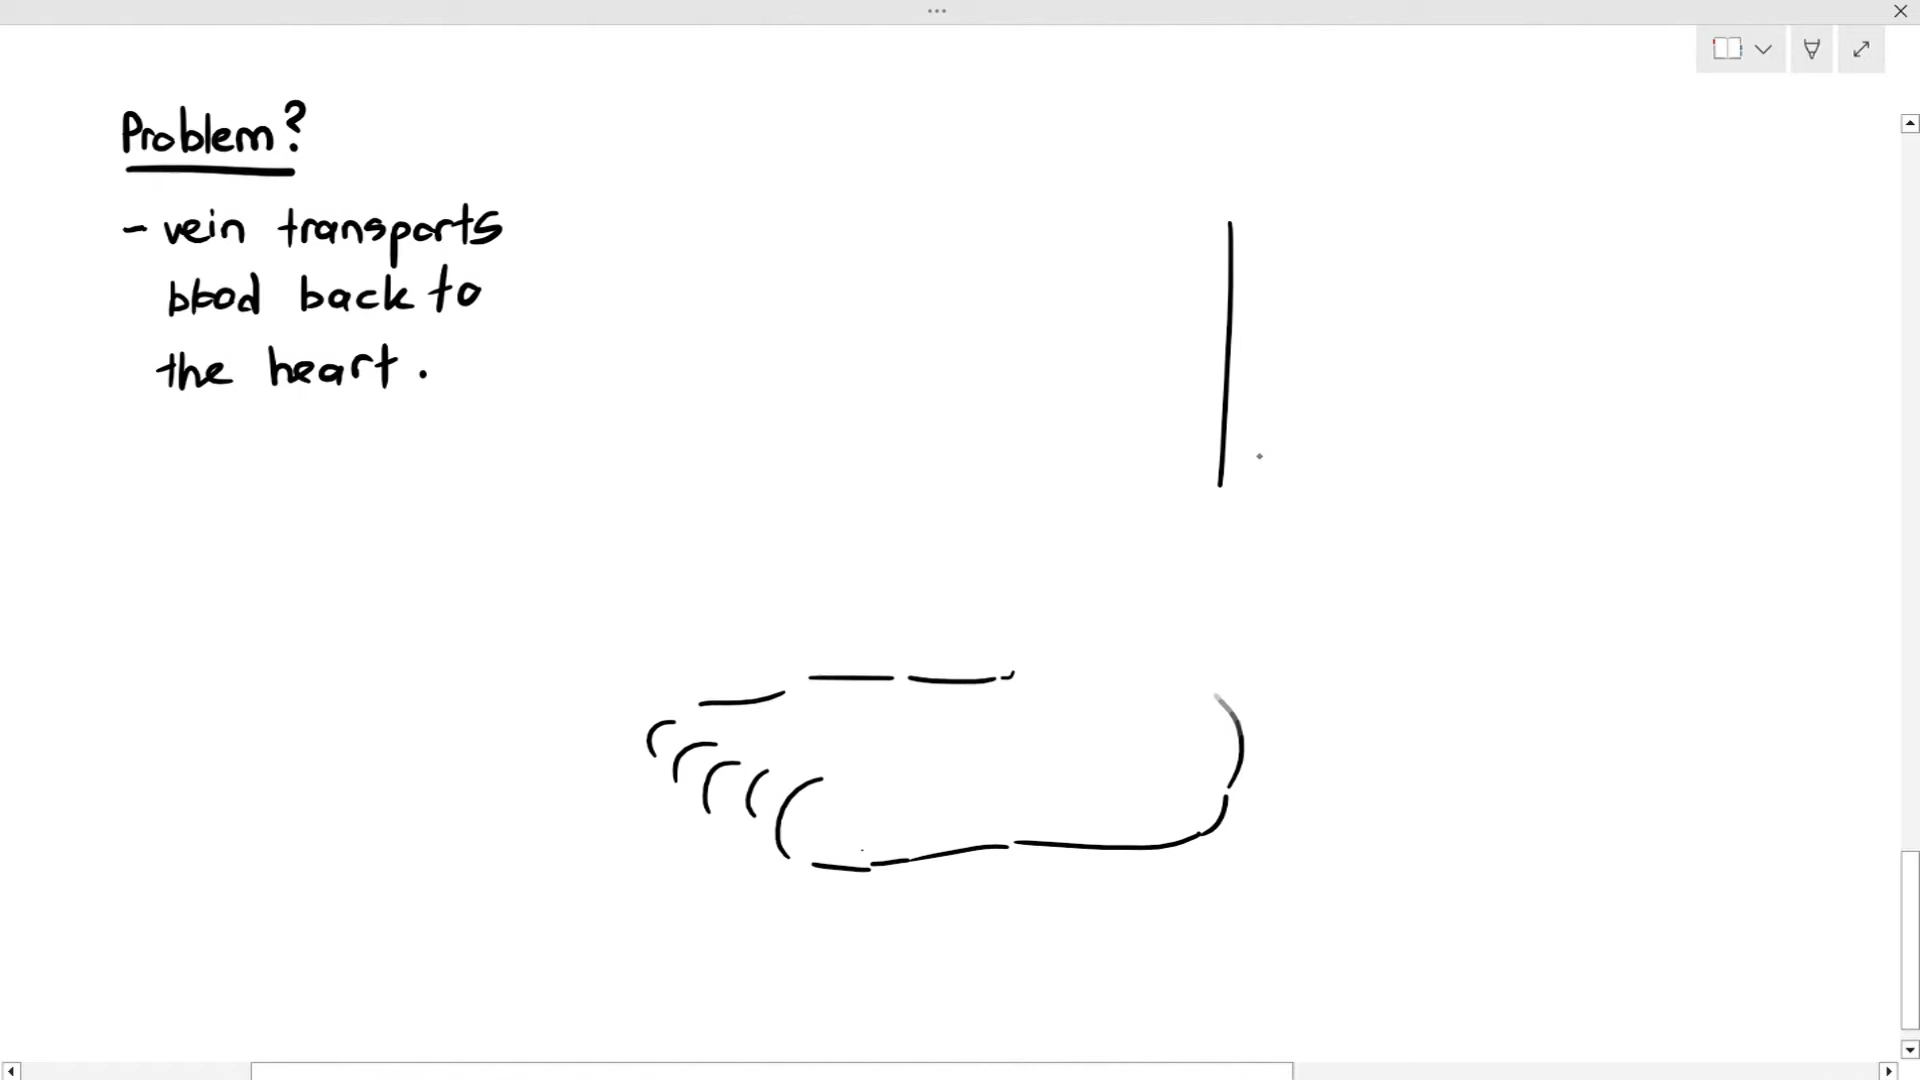 Problem?
- vein transports
blood back to
the heart.